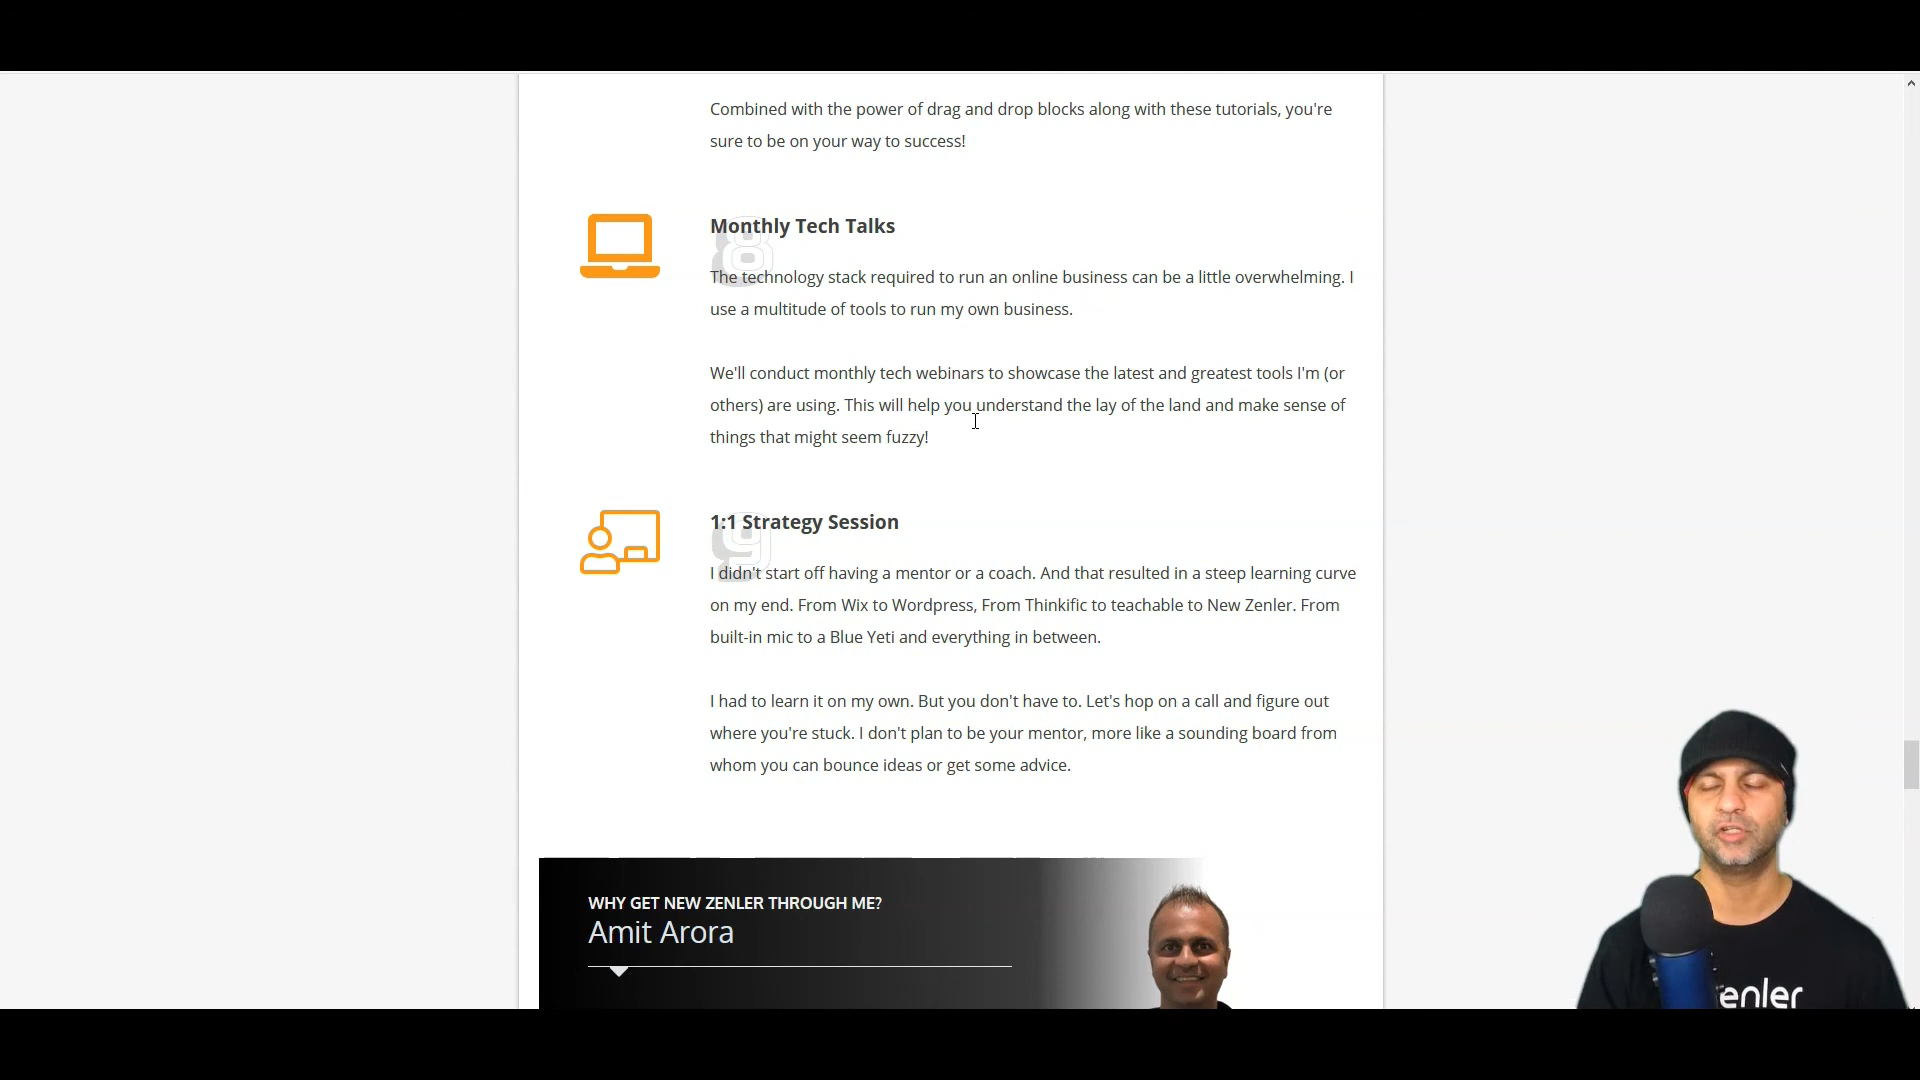 Combined with the power of drag and drop blocks along with these tutorials, you're
sure to be on your way to success!
8
Monthly Tech Talks
The technology stack required to run an online business can be a little overwhelming. I
use a multitude of tools to run my own business.
We'll conduct monthly tech webinars to showcase the latest and greatest tools I'm (or
others) are using. This will help you understand the lay of the land and make sense of
things that might seem fuzzy!
9
1:1 Strategy Session
I didn't start off having a mentor or a coach. And that resulted in a steep learning curve
on my end. From Wix to Wordpress, From Thinkific to teachable to New Zenler. From
built-in mic to a Blue Yeti and everything in between.
I had to learn it on my own. But you don't have to. Let's hop on a call and figure out
where you're stuck. I don't plan to be your mentor, more like a sounding board from
whom you can bounce ideas or get some advice.
WHY GET NEW ZENLER THROUGH ME?
Amit Arora
enler